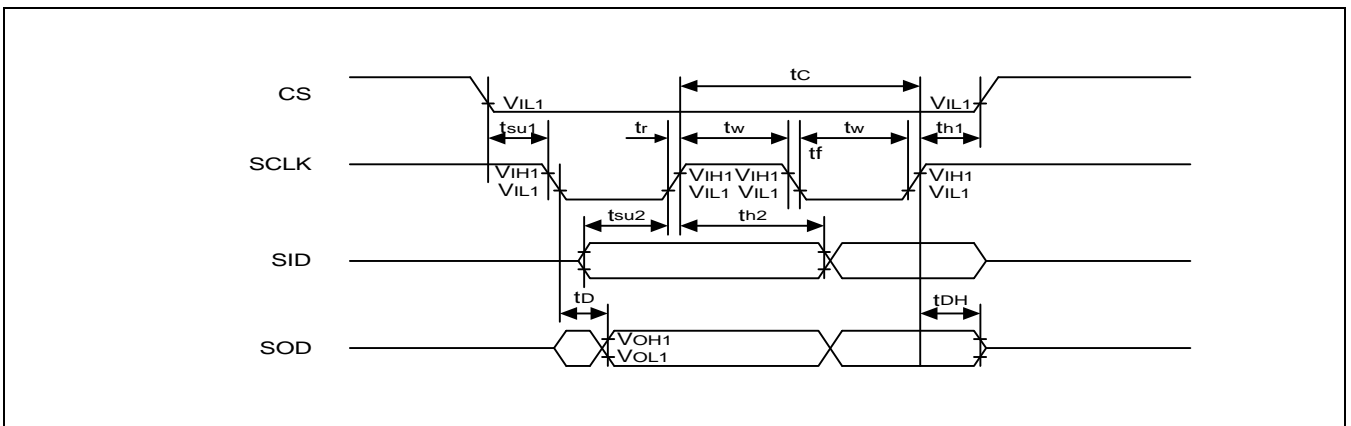 tC
CS
VIL1 VIL1
tsu1 tr tw tw th1
tf
SCLK
VIH1 VIH1 VIH1 VIH1
VIL1 VIL1 VIL1 VIL1
tsu2 th2
SID
tD tDH
SOD
VOH1
VOL1